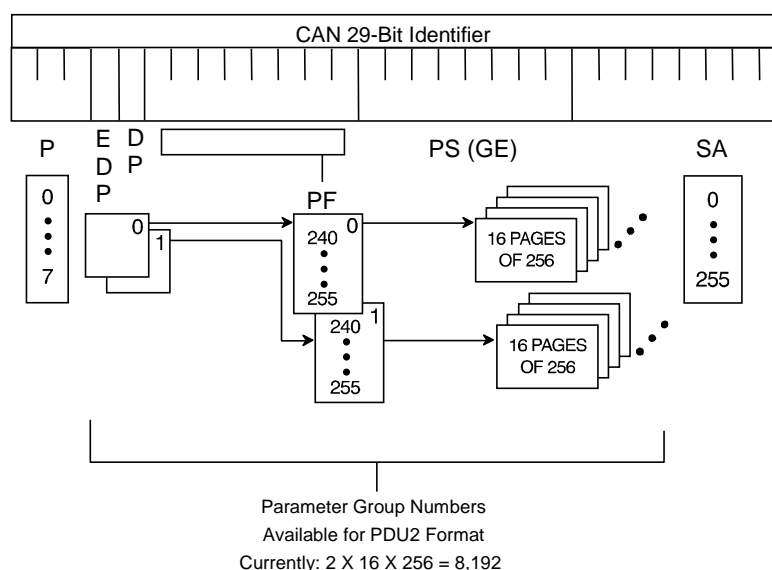 CAN 29-Bit Identifier
P
EDP
DP
PF
PS (GE)
SA
0
7
0
1
0
240
255
1
240
255
16 PAGES
OF 256
16 PAGES
OF 256
0
255
Parameter Group Numbers
Available for PDU2 Format
Currently: 2 X 16 X 256 = 8,192